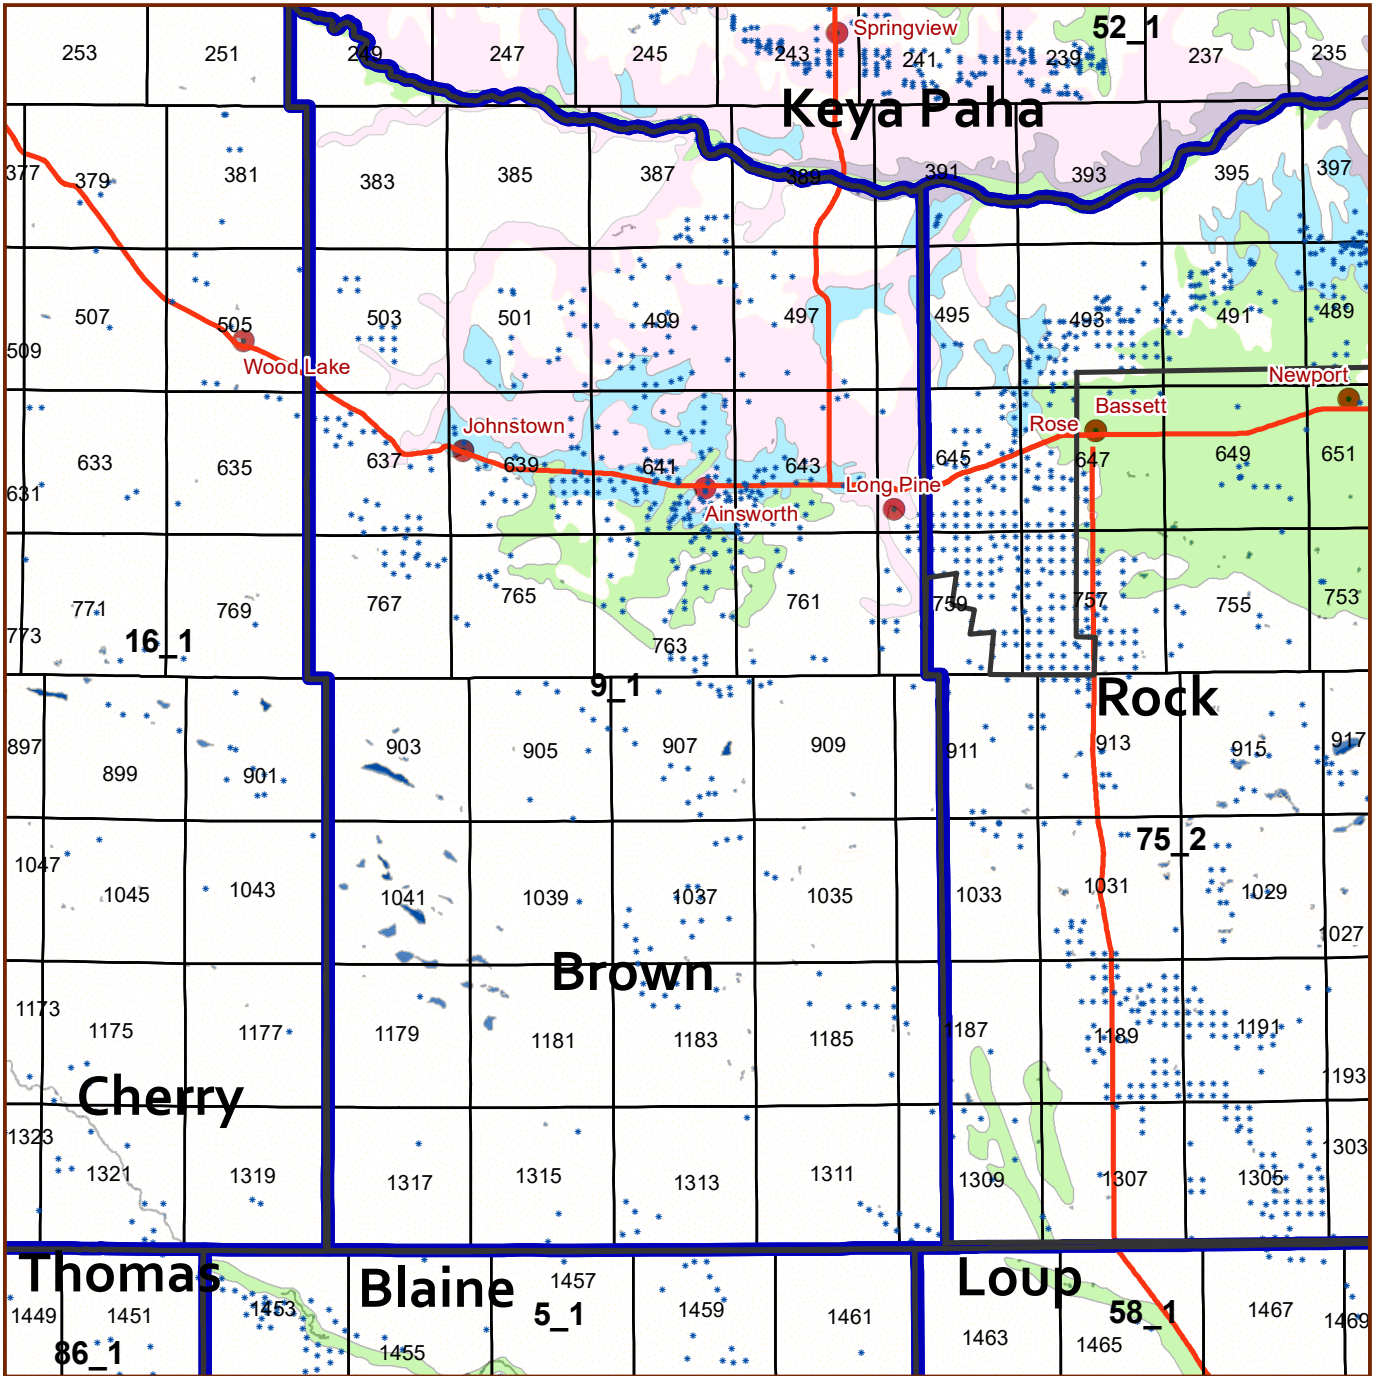 52_1
Springview
253 251 249 247 245 243 241 239 237 235
Keya Paha
377 379 381 383 385 387 389 391 393 395 397
509 507 505 503 501 499 497 495 493 491 489
Wood Lake
Newport
Bassett
Rose
Johnstown
631 633 635 637 639 641 643 645 647 649 651
Long Pine
Ainsworth
773 771 769 767 765 763 761 759 757 755 753
16_1
9_1
Rock
897 899 901 903 905 907 909 911 913 915 917
75_2
1047 1045 1043 1041 1039 1037 1035 1033 1031 1029 1027
Brown
1173 1175 1177 1179 1181 1183 1185 1187 1189 1191 1193
Cherry
1323 1321 1319 1317 1315 1313 1311 1309 1307 1305 1303
Thomas
Blaine
Loup
5_1
58_1
1449 1451 1453 1455 1457 1459 1461 1463 1465 1467 1469
86_1